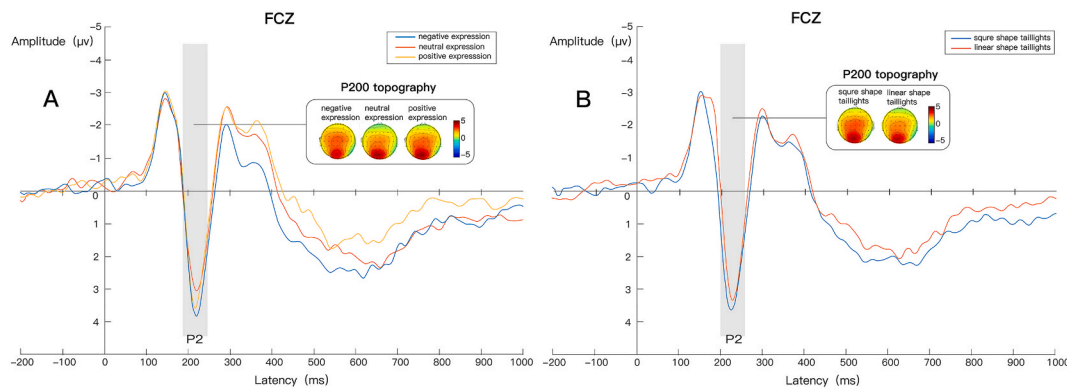 FCZ
Amplitude (μv)
-5
-4
-3
-2
-1
0
1
2
3
4
negative expression
neutral expression
positive expresssion
A
P200 topography
negative expression
neutral expression
positive expression
5
0
-5
P2
-200
-100
0
100
200
300
400
500
600
700
800
900
1000
Latency (ms)
FCZ
Amplitude (μv)
-5
-4
-3
-2
-1
0
1
2
3
4
squre shape taillights
linear shape taillights
B
P200 topography
squre shape taillights
linear shape taillights
5
0
-5
P2
-200
-100
0
100
200
300
400
500
600
700
800
900
1000
Latency (ms)